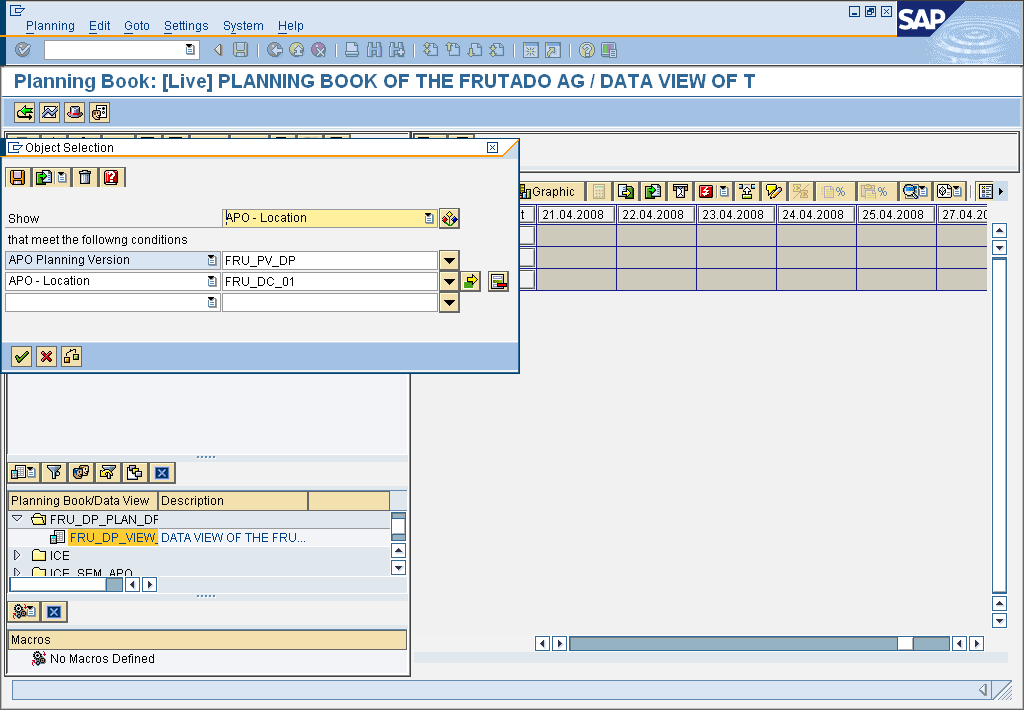 Planning Edit Goto Settings System Help
SAP
Planning Book: [Live] PLANNING BOOK OF THE FRUTADO AG / DATA VIEW OF T
Object Selection
Show APO - Location
that meet the followng conditions
APO Planning Version FRU_PV_DP
APO - Location FRU_DC_01
Graphic
21.04.2008 22.04.2008 23.04.2008 24.04.2008 25.04.2008 27.04.20
Planning Book/Data View Description
FRU_DP_PLAN_DP
FRU_DP_VIEW_ DATA VIEW OF THE FRU...
ICE
ICE_SEM_APO
Macros
No Macros Defined